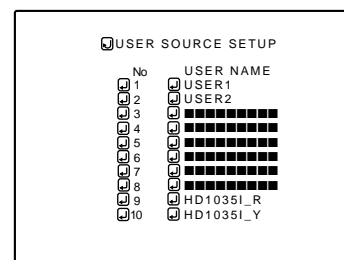 USER SOURCE SETUP
No USER NAME
1 USER1
2 USER2
3 ■■■■■■■■■
4 ■■■■■■■■■
5 ■■■■■■■■■
6 ■■■■■■■■■
7 ■■■■■■■■■
8 ■■■■■■■■■
9 HD1035I_R
10 HD1035I_Y